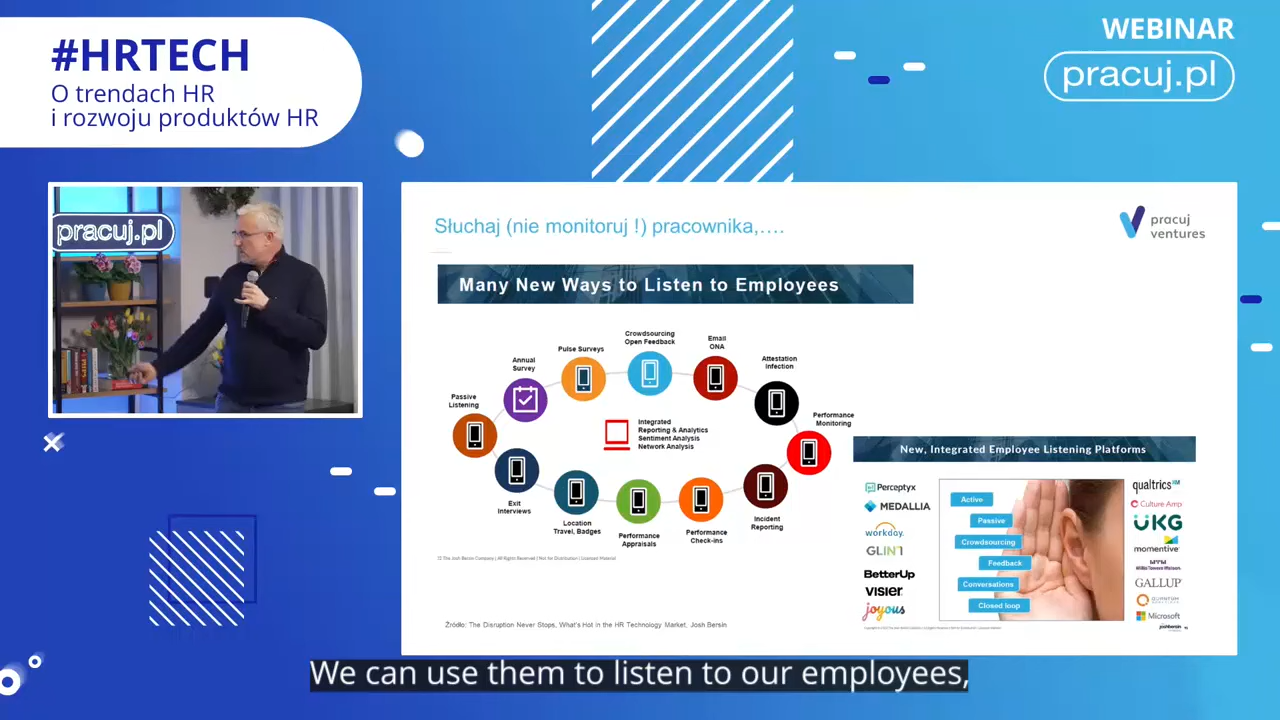 #HRTECH
O trendach HR
i rozwoju produktów HR
WEBINAR
pracuj.pl
pracuj.pl
Słuchaj (nie monitoruj !) pracownika,….
pracuj
ventures
Many New Ways to Listen to Employees
Passive
Listening
Annual
Survey
Pulse Surveys
Crowdsourcing
Open Feedback
Email
ONA
Attestation
Infection
Performance
Monitoring
Integrated
Reporting & Analytics
Sentiment Analysis
Network Analysis
Exit
Interviews
Location
Travel, Badges
Performance
Appraisals
Performance
Check-ins
Incident
Reporting
New, Integrated Employee Listening Platforms
Perceptyx
MEDALLIA
workday.
GLINT
BetterUp
VISIER
joyous
Active
Passive
Crowdsourcing
Feedback
Conversations
Closed loop
qualtrics
Culture Amp
UKG
momentive
Willis Towers Watson
GALLUP
Microsoft
Źródło: The Disruption Never Stops, What's Hot in the HR Technology Market, Josh Bersin
We can use them to listen to our employees,